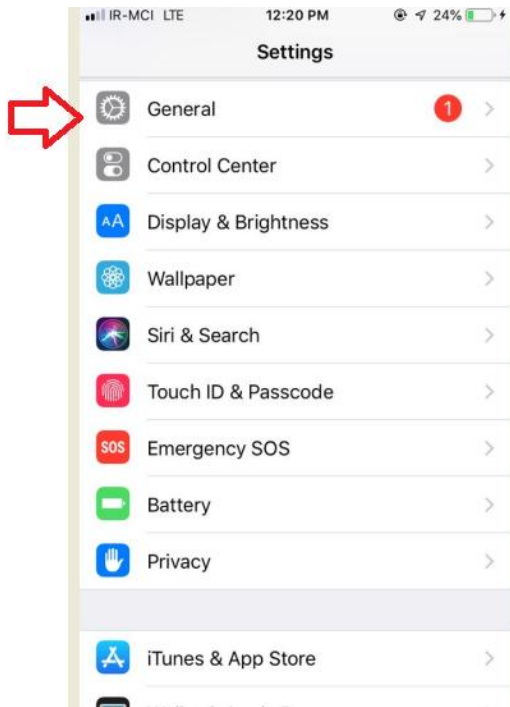 IR-MCI LTE 12:20 PM 24%
Settings
General 1
Control Center
AA Display & Brightness
Wallpaper
Siri & Search
Touch ID & Passcode
SOS Emergency SOS
Battery
Privacy
iTunes & App Store